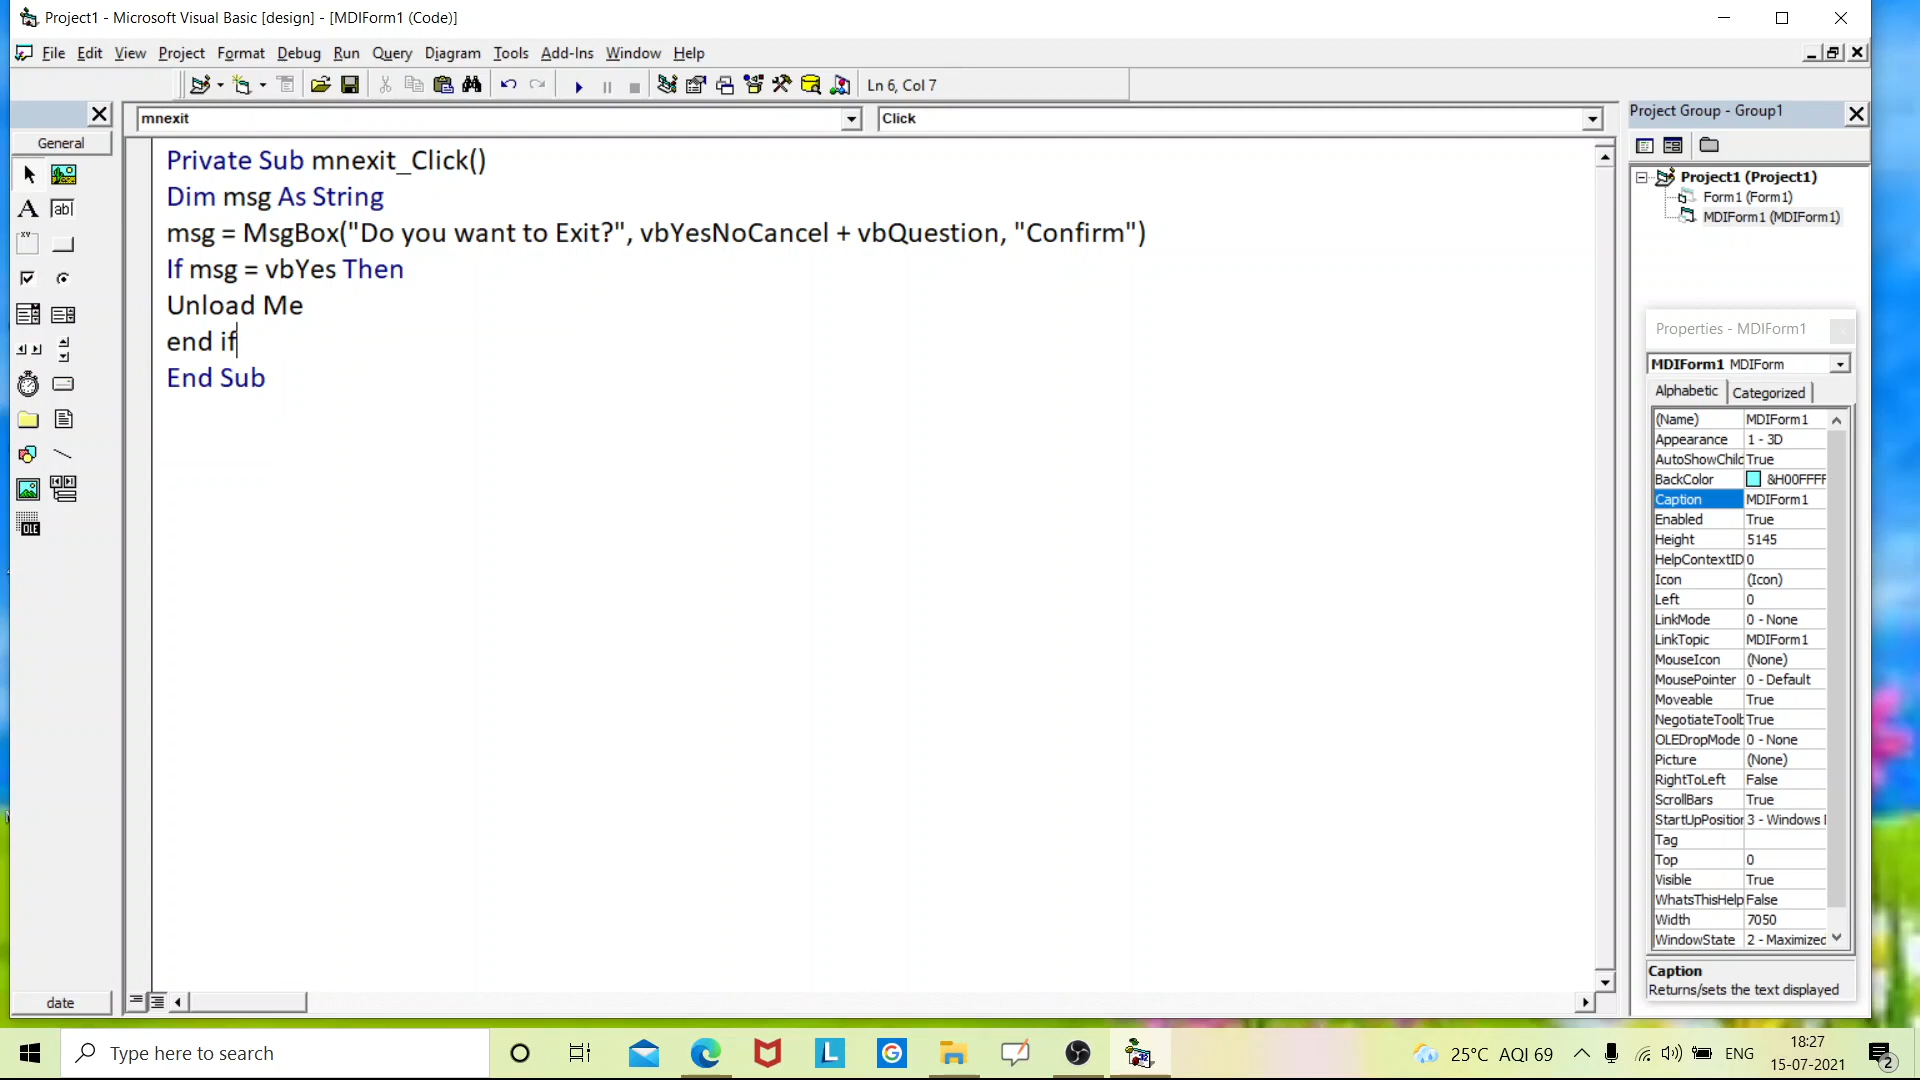 Project1 - Microsoft Visual Basic [design] - [MDIForm1 (Code)]
File Edit View Project Format Debug Run Query Diagram Tools Add-Ins Window Help
Ln 6, Col 7
General
mnexit
Click
Private Sub mnexit_Click()
Dim msg As String
msg = MsgBox("Do you want to Exit?", vbYesNoCancel + vbQuestion, "Confirm")
If msg = vbYes Then
Unload Me
end if
End Sub
date
Project Group - Group1
Project1 (Project1)
Form1 (Form1)
MDIForm1 (MDIForm1)
Properties - MDIForm1
MDIForm1 MDIForm
Alphabetic Categorized
(Name) MDIForm1
Appearance 1 - 3D
AutoShowChild True
BackColor &H00FFFF
Caption MDIForm1
Enabled True
Height 5145
HelpContextID 0
Icon (Icon)
Left 0
LinkMode 0 - None
LinkTopic MDIForm1
MouseIcon (None)
MousePointer 0 - Default
Moveable True
NegotiateToolb True
OLEDropMode 0 - None
Picture (None)
RightToLeft False
ScrollBars True
StartUpPosition 3 - Windows
Tag
Top 0
Visible True
WhatsThisHelp False
Width 7050
WindowState 2 - Maximized
Caption
Returns/sets the text displayed
Type here to search
25°C AQI 69
ENG
18:27
15-07-2021
2